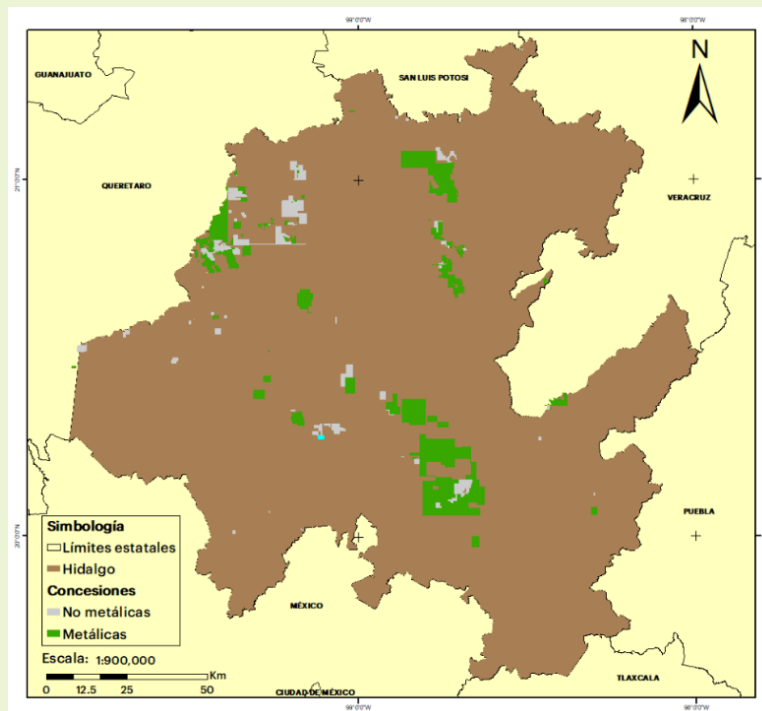 GUANAJUATO
SAN LUIS POTOSI
N
QUERETARO
VERACRUZ
PUEBLA
MÉXICO
TLAXCALA
CIUDAD DE MÉXICO
Simbología
Límites estatales
Hidalgo
Concesiones
No metálicas
Metálicas
Escala: 1:900,000
Km
0 12.5 25 50